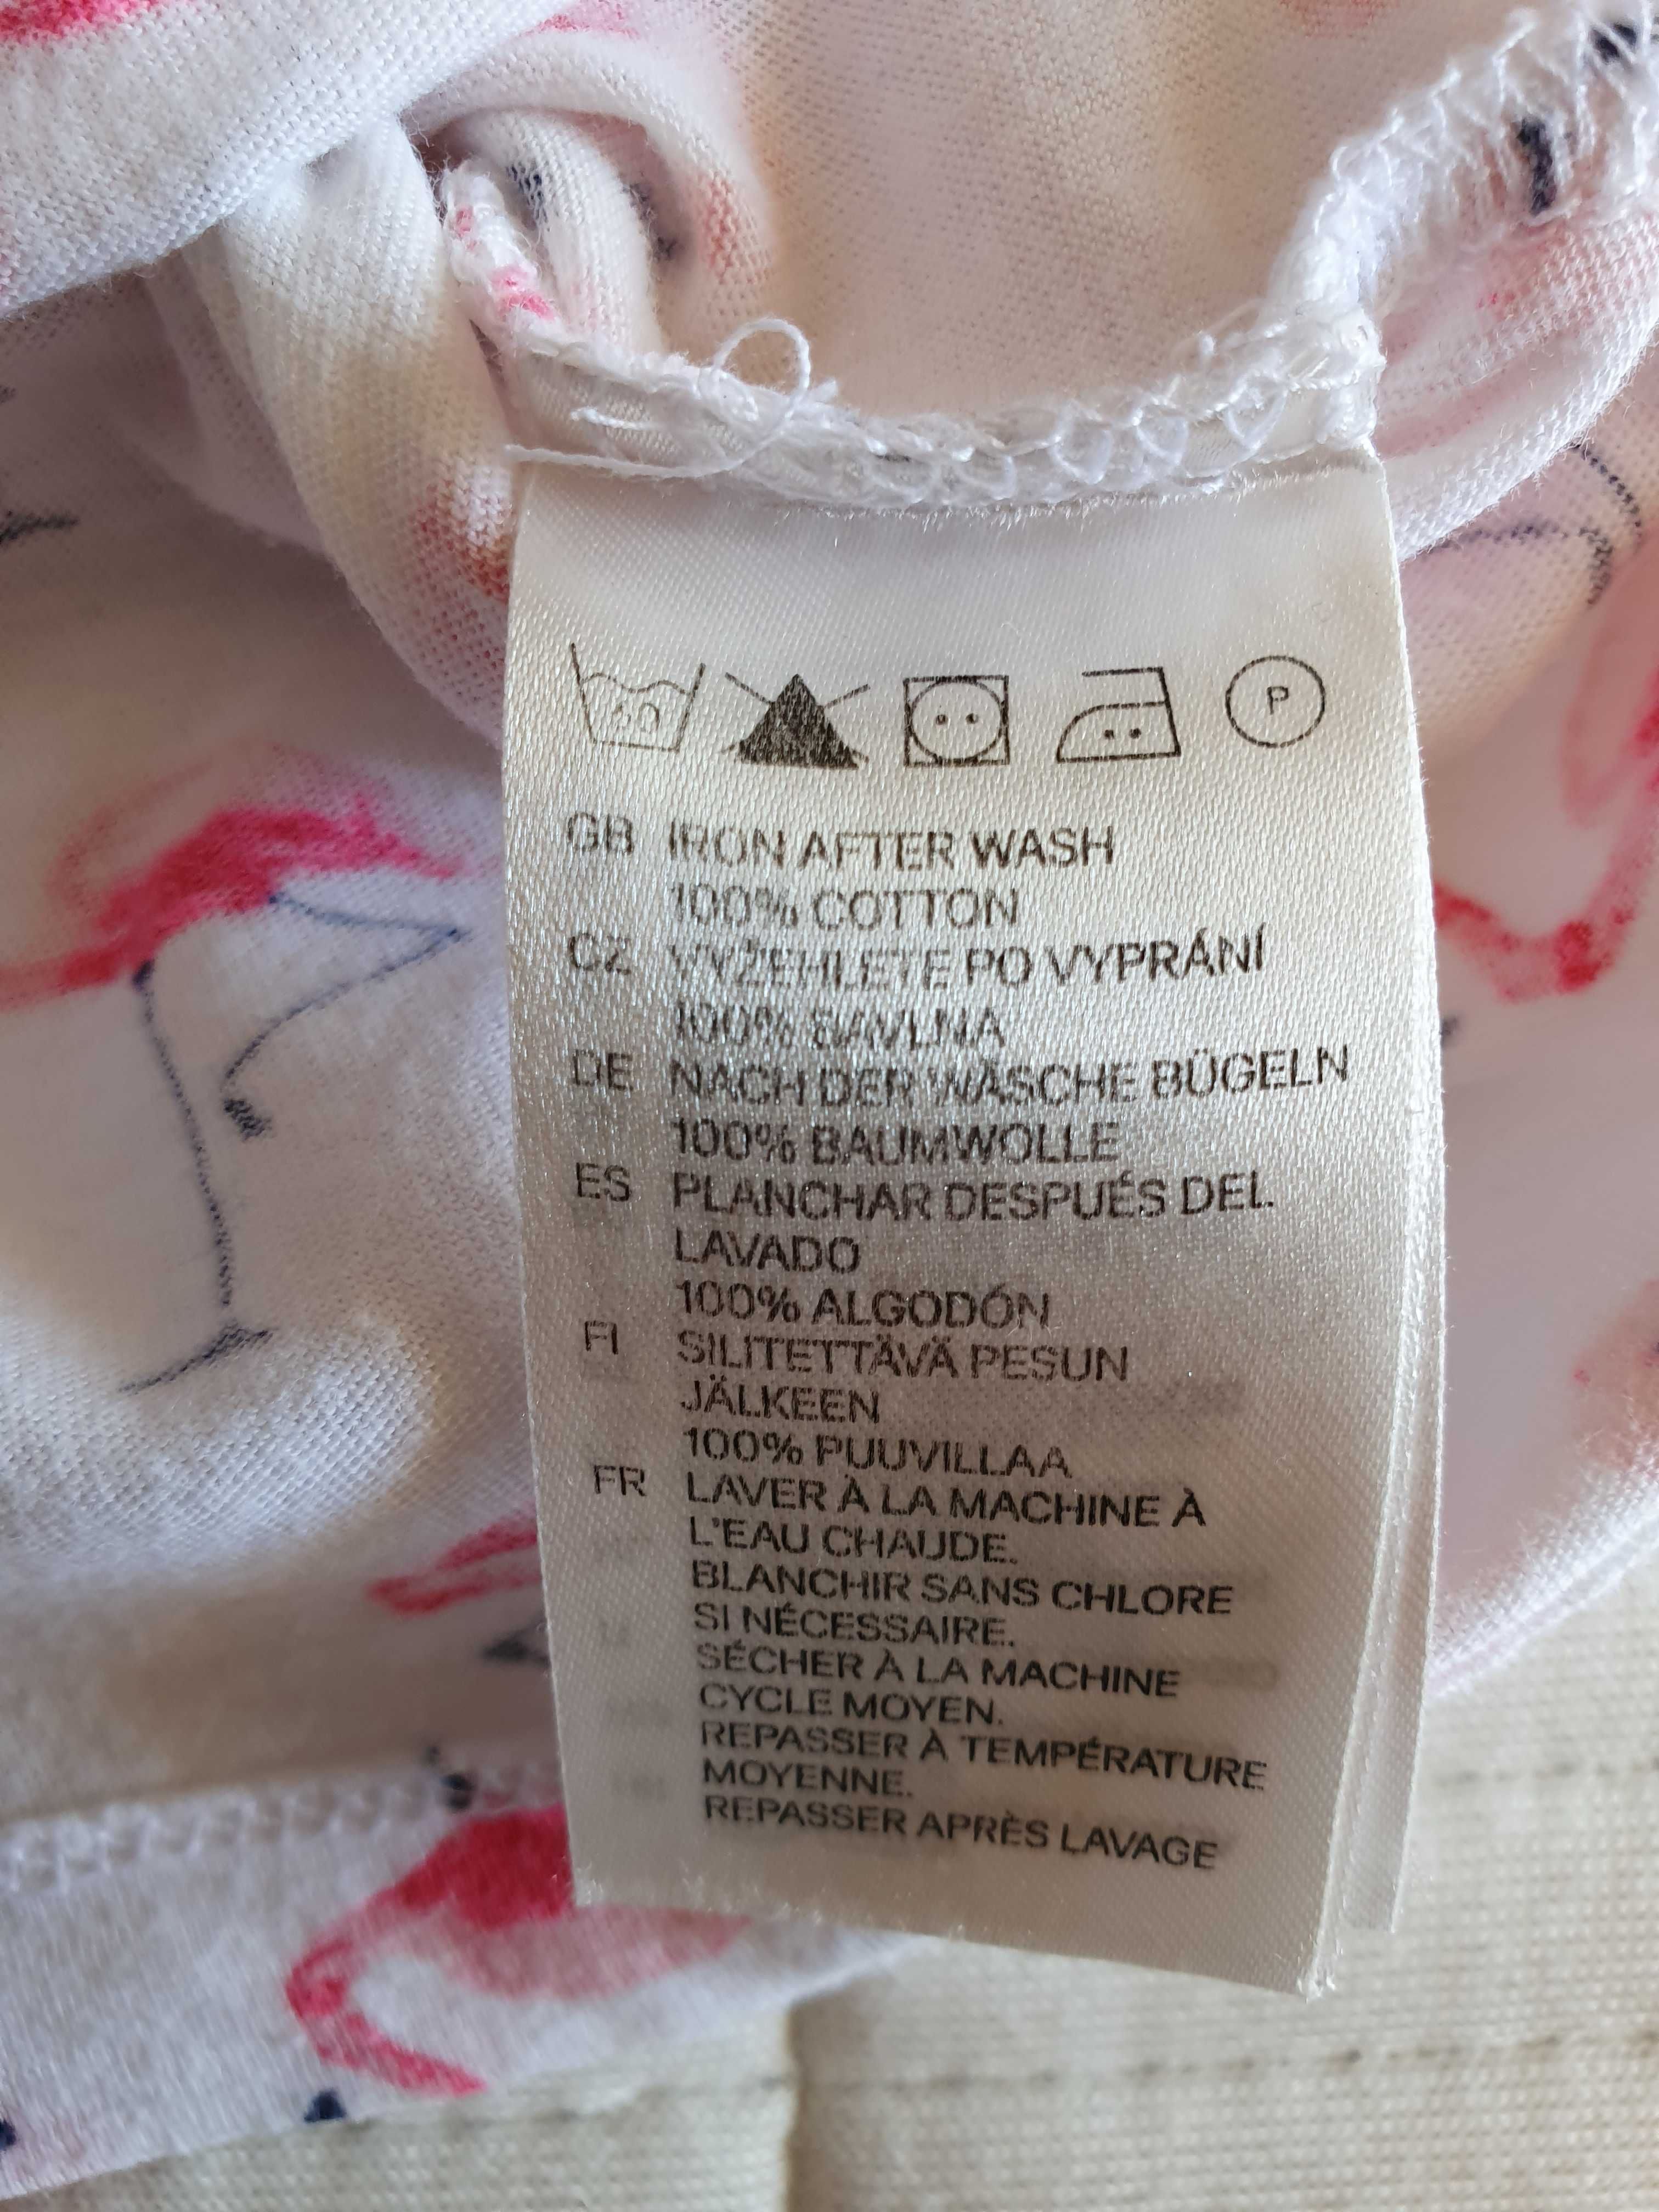 P
GB IRON AFTER WASH
100% COTTON
CZ VYŽEHLETE PO VYPRÁNÍ
100% BAVLNA
DE NACH DER WÄSCHE BÜGELN
100% BAUMWOLLE
ES PLANCHAR DESPUÉS DEL
LAVADO
100% ALGODÓN
FI SILITETTÄVÄ PESUN
JÄLKEEN
100% PUUVILLAA
FR LAVER À LA MACHINE À
L'EAU CHAUDE.
BLANCHIR SANS CHLORE
SI NÉCESSAIRE.
SÉCHER À LA MACHINE
CYCLE MOYEN.
REPASSER À TEMPÉRATURE
MOYENNE.
REPASSER APRÈS LAVAGE